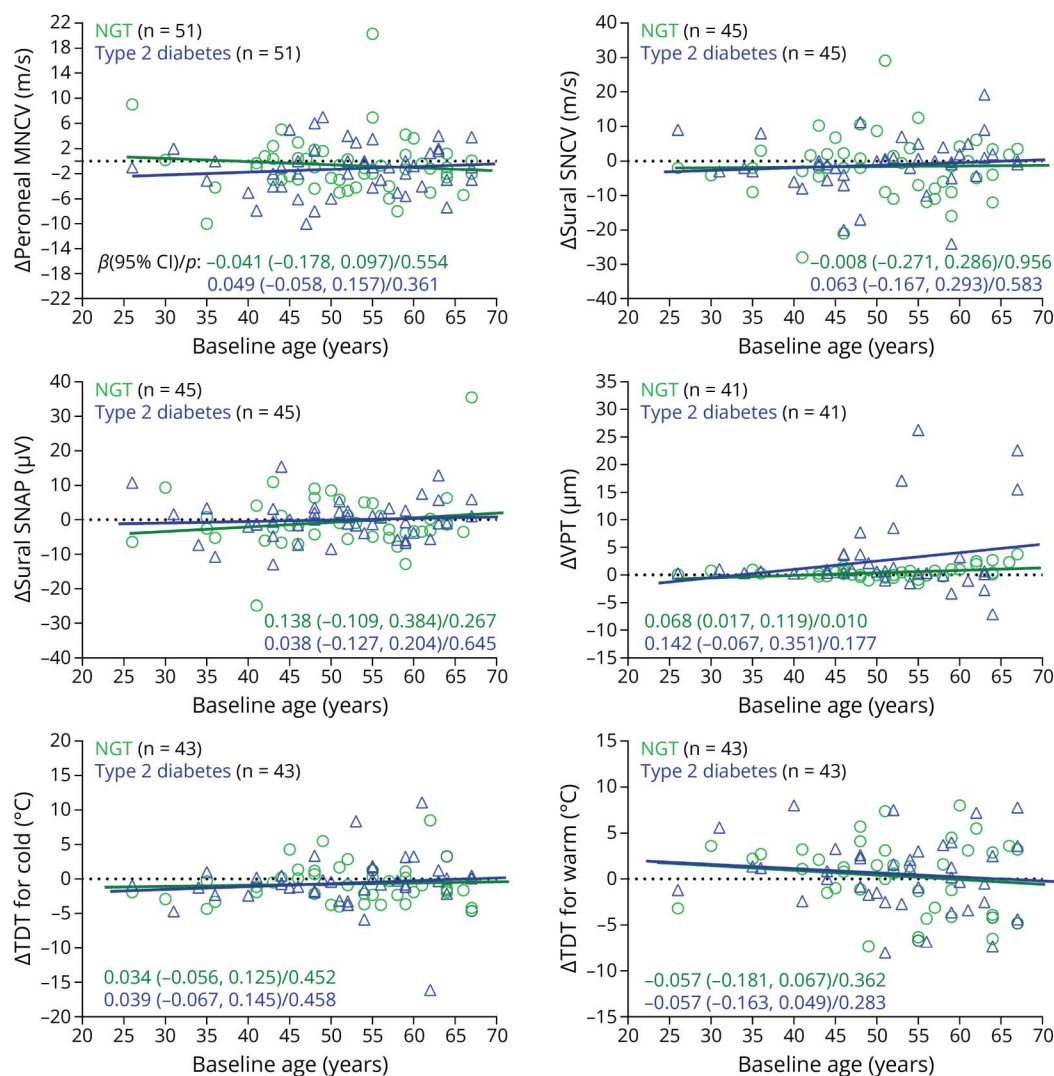 22
18
14
10
6
2
–2
–6
–10
–14
–18
–22
ΔPeroneal MNCV (m/s)
NGT (n = 51)
Type 2 diabetes (n = 51)
β(95% CI)/p: –0.041 (–0.178, 0.097)/0.554
0.049 (–0.058, 0.157)/0.361
20 25 30 35 40 45 50 55 60 65 70
Baseline age (years)
40
30
20
10
0
–10
–20
–30
–40
ΔSural SNCV (m/s)
NGT (n = 45)
Type 2 diabetes (n = 45)
–0.008 (–0.271, 0.286)/0.956
0.063 (–0.167, 0.293)/0.583
20 25 30 35 40 45 50 55 60 65 70
Baseline age (years)
40
30
20
10
0
–10
–20
–30
–40
ΔSural SNAP (μV)
NGT (n = 45)
Type 2 diabetes (n = 45)
0.138 (–0.109, 0.384)/0.267
0.038 (–0.127, 0.204)/0.645
20 25 30 35 40 45 50 55 60 65 70
Baseline age (years)
35
30
25
20
15
10
5
0
–5
–10
–15
ΔVPT (μm)
NGT (n = 41)
Type 2 diabetes (n = 41)
0.068 (0.017, 0.119)/0.010
0.142 (–0.067, 0.351)/0.177
20 25 30 35 40 45 50 55 60 65 70
Baseline age (years)
20
15
10
5
0
–5
–10
–15
–20
ΔTDT for cold (°C)
NGT (n = 43)
Type 2 diabetes (n = 43)
0.034 (–0.056, 0.125)/0.452
0.039 (–0.067, 0.145)/0.458
20 25 30 35 40 45 50 55 60 65 70
Baseline age (years)
15
10
5
0
–5
–10
–15
ΔTDT for warm (°C)
NGT (n = 43)
Type 2 diabetes (n = 43)
–0.057 (–0.181, 0.067)/0.362
–0.057 (–0.163, 0.049)/0.283
20 25 30 35 40 45 50 55 60 65 70
Baseline age (years)